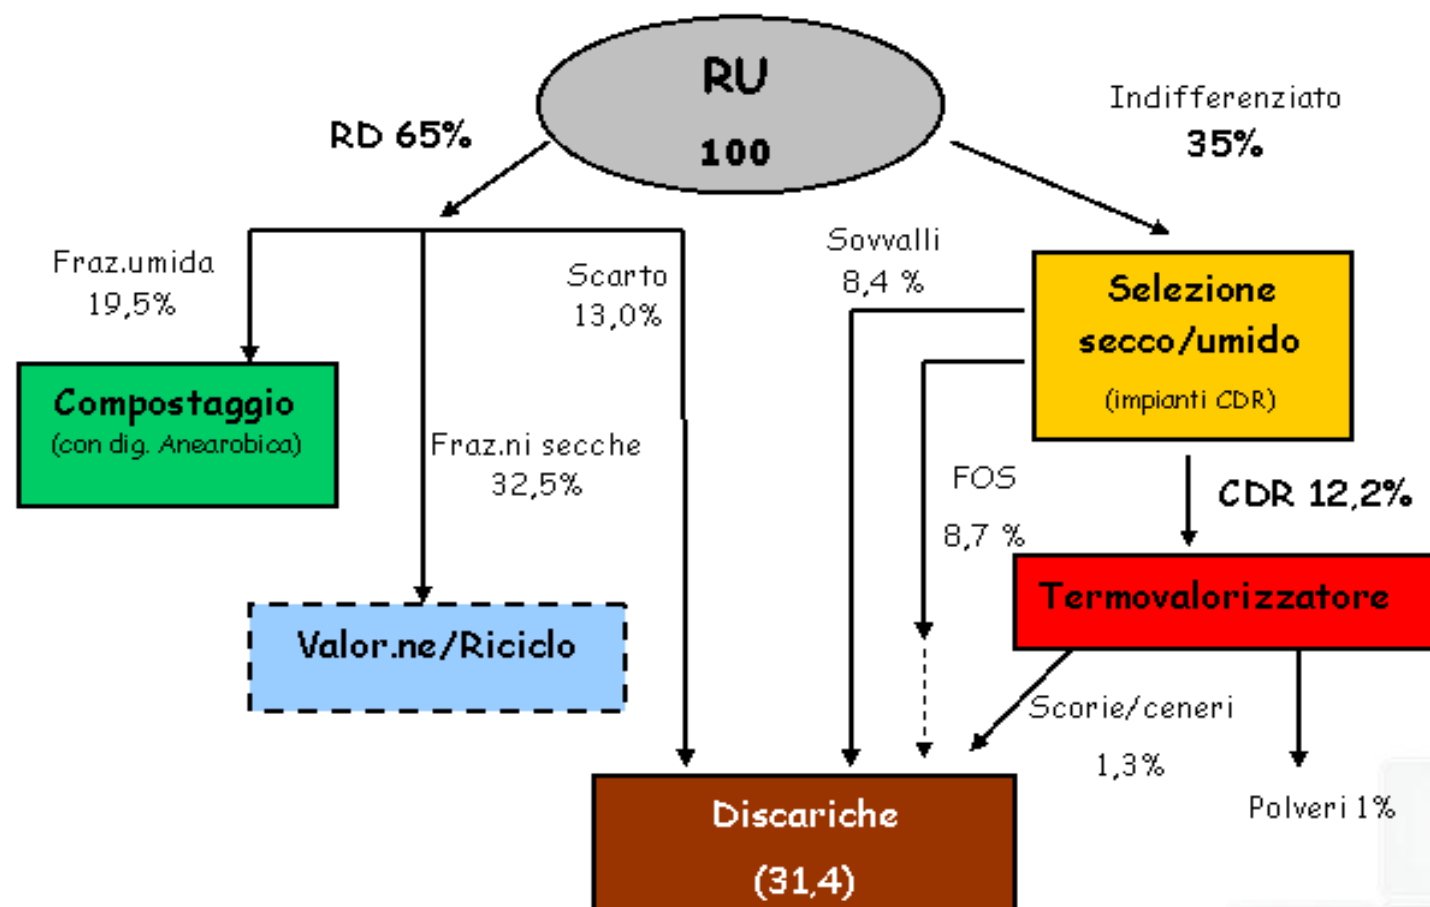 RU
100
RD 65%
Indifferenziato
35%
Fraz.umida
19,5%
Scarto
13,0%
Sovvalli
8,4 %
Selezione
secco/umido
(impianti CDR)
Compostaggio
(con dig. Anearobica)
Fraz.ni secche
32,5%
FOS
8,7 %
CDR 12,2%
Termovalorizzatore
Valor.ne/Riciclo
Scorie/ceneri
1,3%
Polveri 1%
Discariche
(31,4)